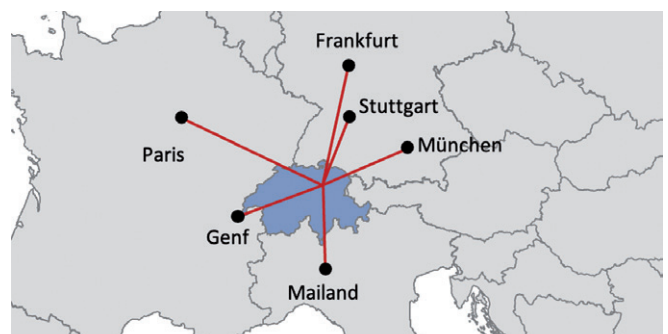 Frankfurt
Stuttgart
München
Paris
Genf
Mailand